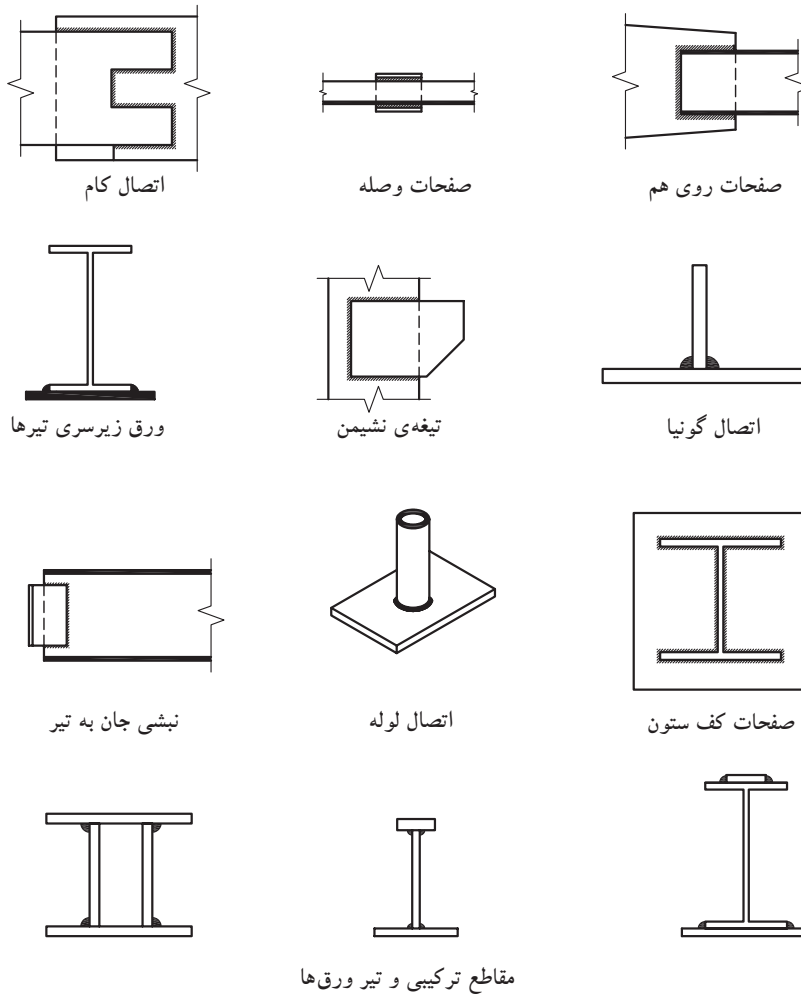 صفحات روی هم
صفحات وصله
اتصال کام
اتصال گونیا
تیغه‌ی نشیمن
ورق زیرسری تیرها
صفحات کف ستون
اتصال لوله
نبشی جان به تیر
مقاطع ترکیبی و تیر ورق‌ها